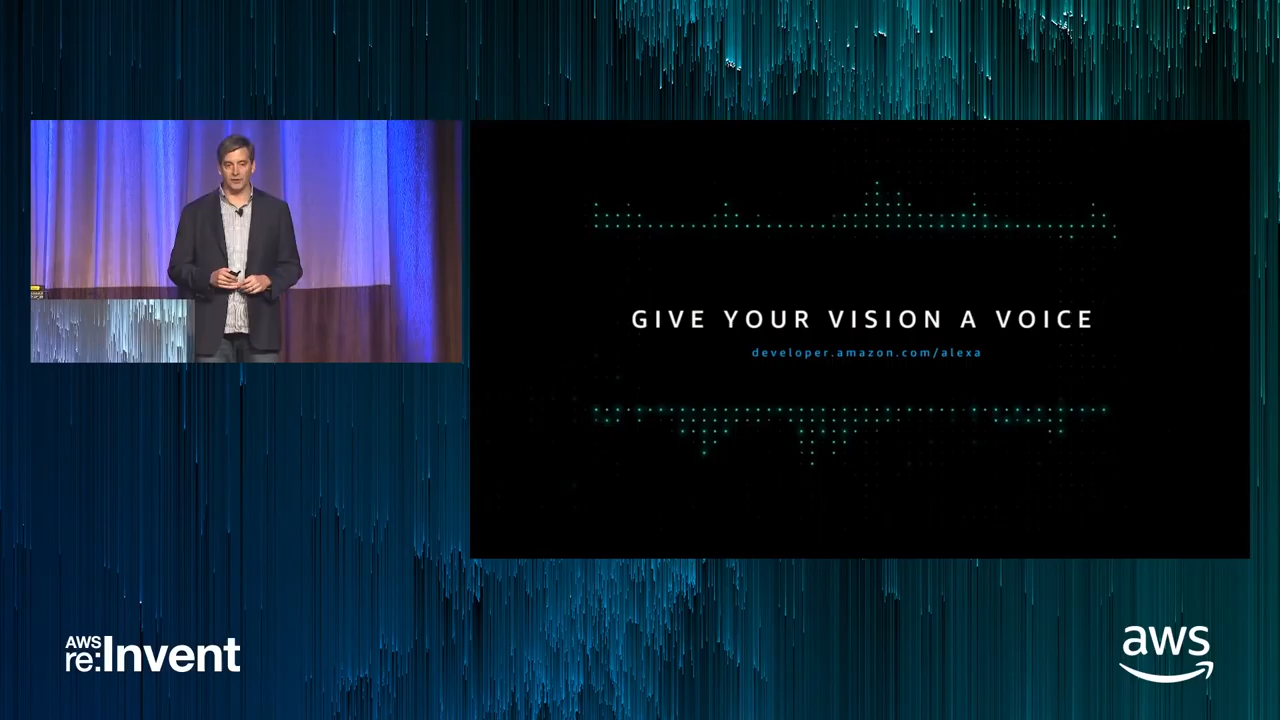 GIVE YOUR VISION A VOICE
developer.amazon.com/alexa
AWS
re:Invent
aws